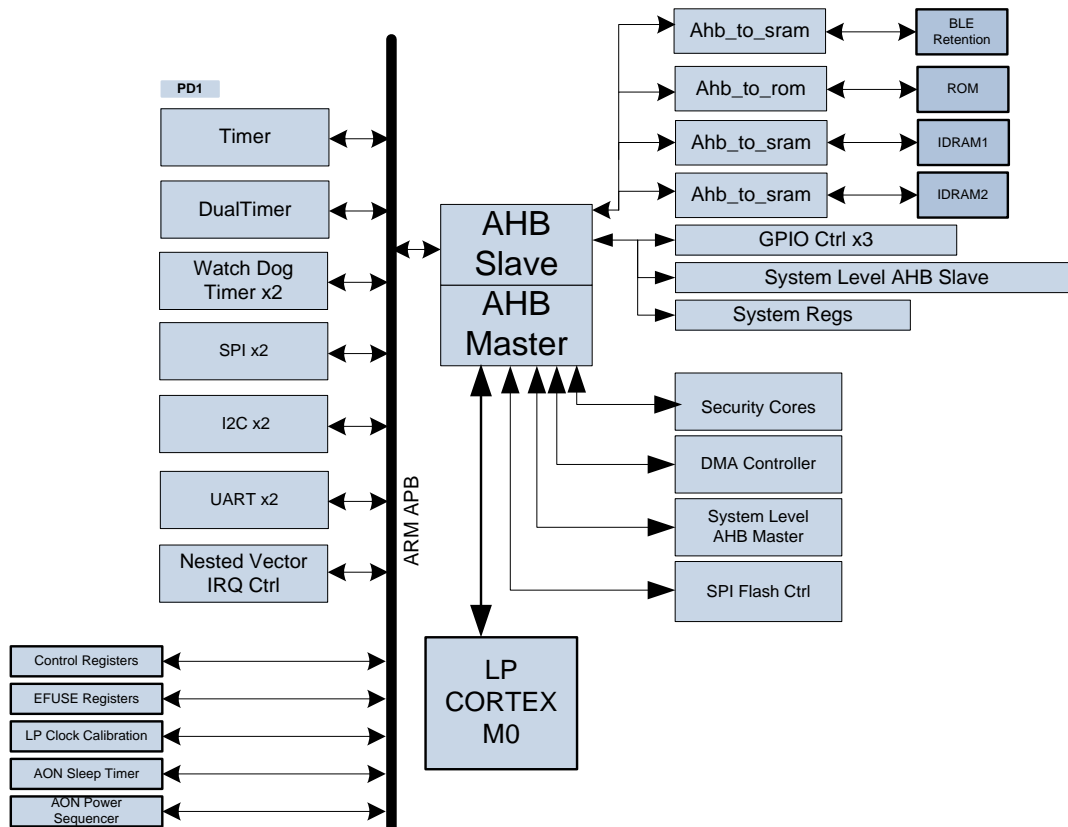 PD1
Timer
DualTimer
Watch Dog
Timer x2
SPI x2
I2C x2
UART x2
Nested Vector
IRQ Ctrl
Control Registers
EFUSE Registers
LP Clock Calibration
AON Sleep Timer
AON Power
Sequencer
ARM APB
AHB
Slave
AHB
Master
LP
CORTEX
M0
Ahb_to_sram
BLE
Retention
Ahb_to_rom
ROM
Ahb_to_sram
IDRAM1
Ahb_to_sram
IDRAM2
GPIO Ctrl x3
System Level AHB Slave
System Regs
Security Cores
DMA Controller
System Level
AHB Master
SPI Flash Ctrl